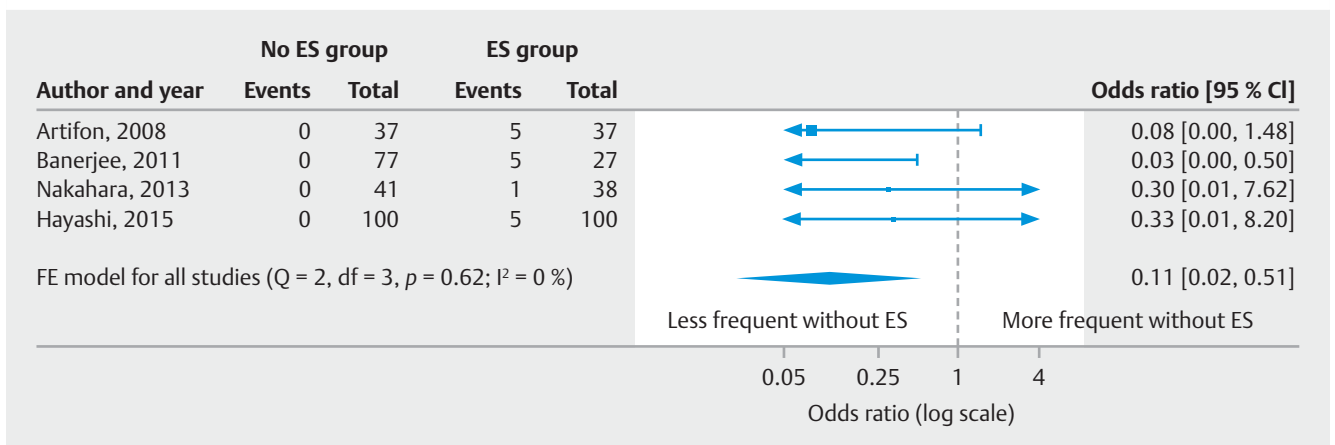 No ES group ES group
Author and year Events Total Events Total Odds ratio [95 % CI]
Artifon, 2008 0 37 5 37 0.08 [0.00, 1.48]
Banerjee, 2011 0 77 5 27 0.03 [0.00, 0.50]
Nakahara, 2013 0 41 1 38 0.30 [0.01, 7.62]
Hayashi, 2015 0 100 5 100 0.33 [0.01, 8.20]
FE model for all studies (Q = 2, df = 3, p = 0.62; I² = 0 %) 0.11 [0.02, 0.51]
Less frequent without ES More frequent without ES
0.05 0.25 1 4
Odds ratio (log scale)